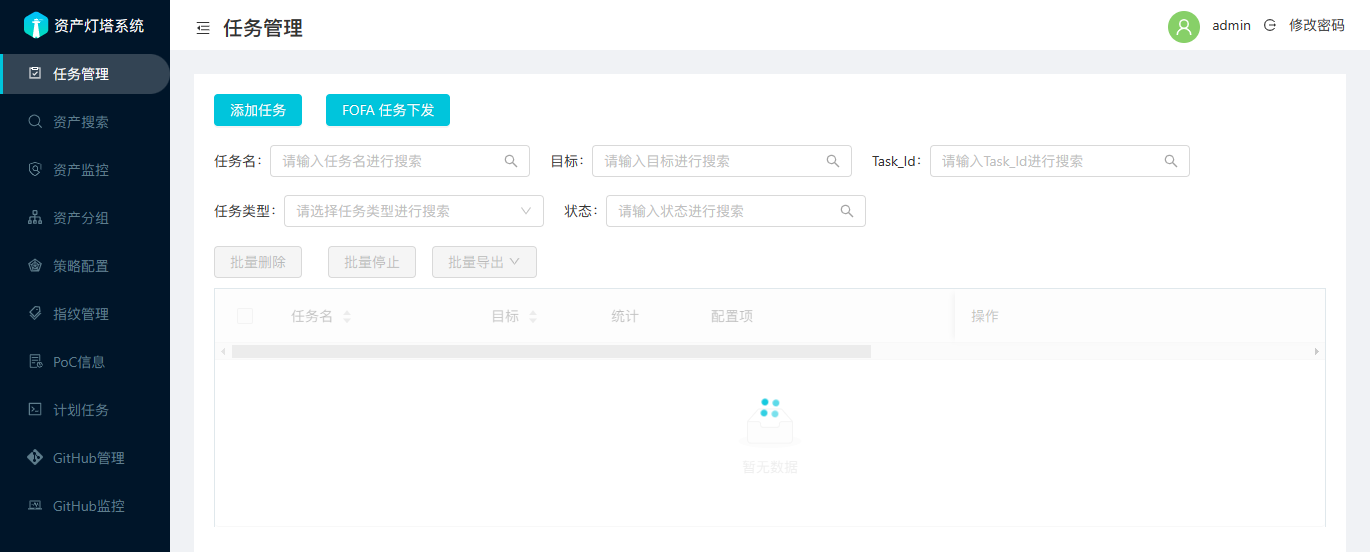 资产灯塔系统
任务管理
资产搜索
资产监控
资产分组
策略配置
指纹管理
PoC信息
计划任务
GitHub管理
GitHub监控
任务管理
admin 修改密码
添加任务 FOFA 任务下发
任务名: 请输入任务名进行搜索 目标: 请输入目标进行搜索 Task_Id: 请输入Task_Id进行搜索
任务类型: 请选择任务类型进行搜索 状态: 请输入状态进行搜索
批量删除 批量停止 批量导出
任务名 目标 统计 配置项 操作
暂无数据